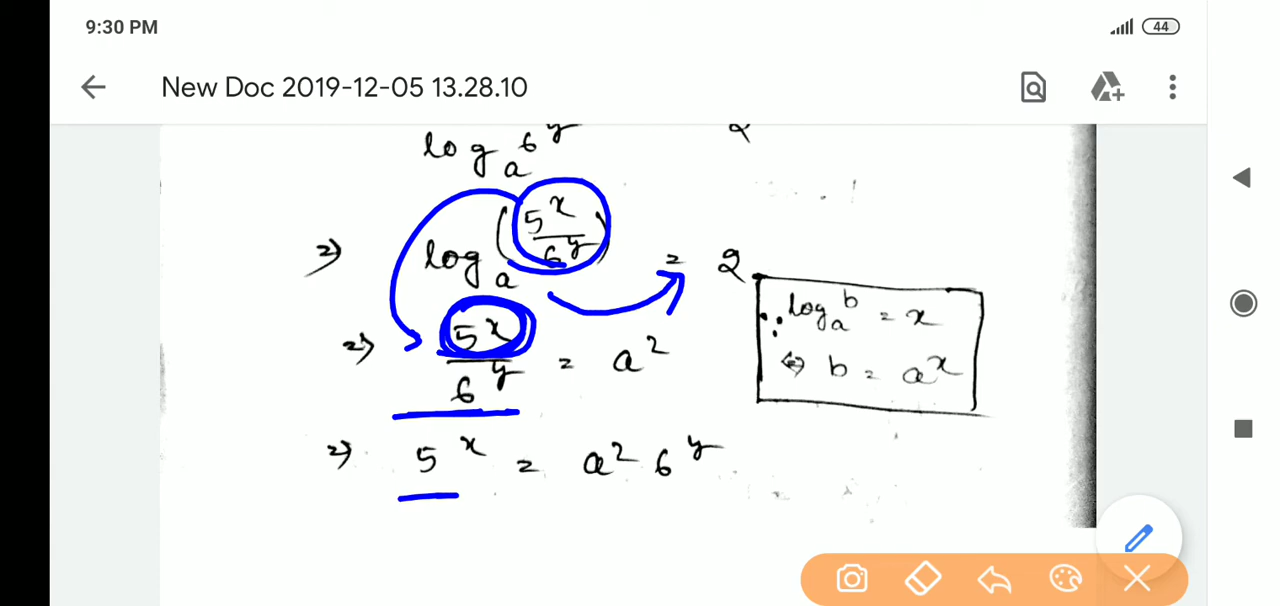 9:30 PM 44
New Doc 2019-12-05 13.28.10
log_a 6^y 2
⇒ log_a (5^x/6^y) = 2
⇒ 5^x/6^y = a^2
∵ log_a b = x
⇔ b = a^x
⇒ 5^x = a^2 6^y